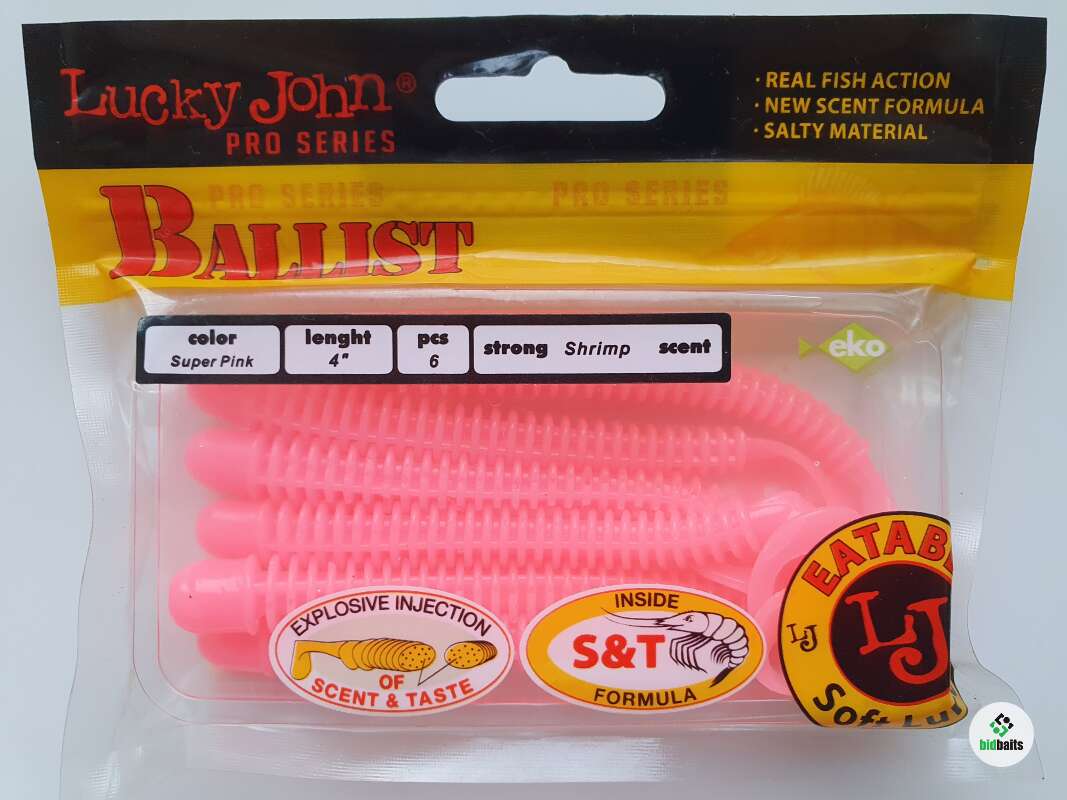 Lucky John®
PRO SERIES
· REAL FISH ACTION
· NEW SCENT FORMULA
· SALTY MATERIAL
PRO SERIES PRO SERIES
BALLIST
color
Super Pink
lenght
4"
pcs
6
strong Shrimp scent
eko
EXPLOSIVE INJECTION
OF
SCENT & TASTE
INSIDE
S&T
FORMULA
EATAB
LJ
LJ
Soft Lur
bidbaits